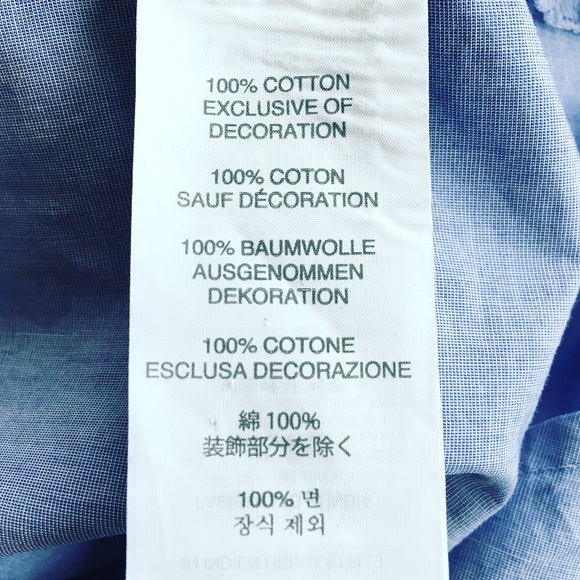 100% COTTON
EXCLUSIVE OF
DECORATION
100% COTON
SAUF DÉCORATION
100% BAUMWOLLE
AUSGENOMMEN
DEKORATION
100% COTONE
ESCLUSA DECORAZIONE
綿 100%
装飾部分を除く
100% 면
장식 제외